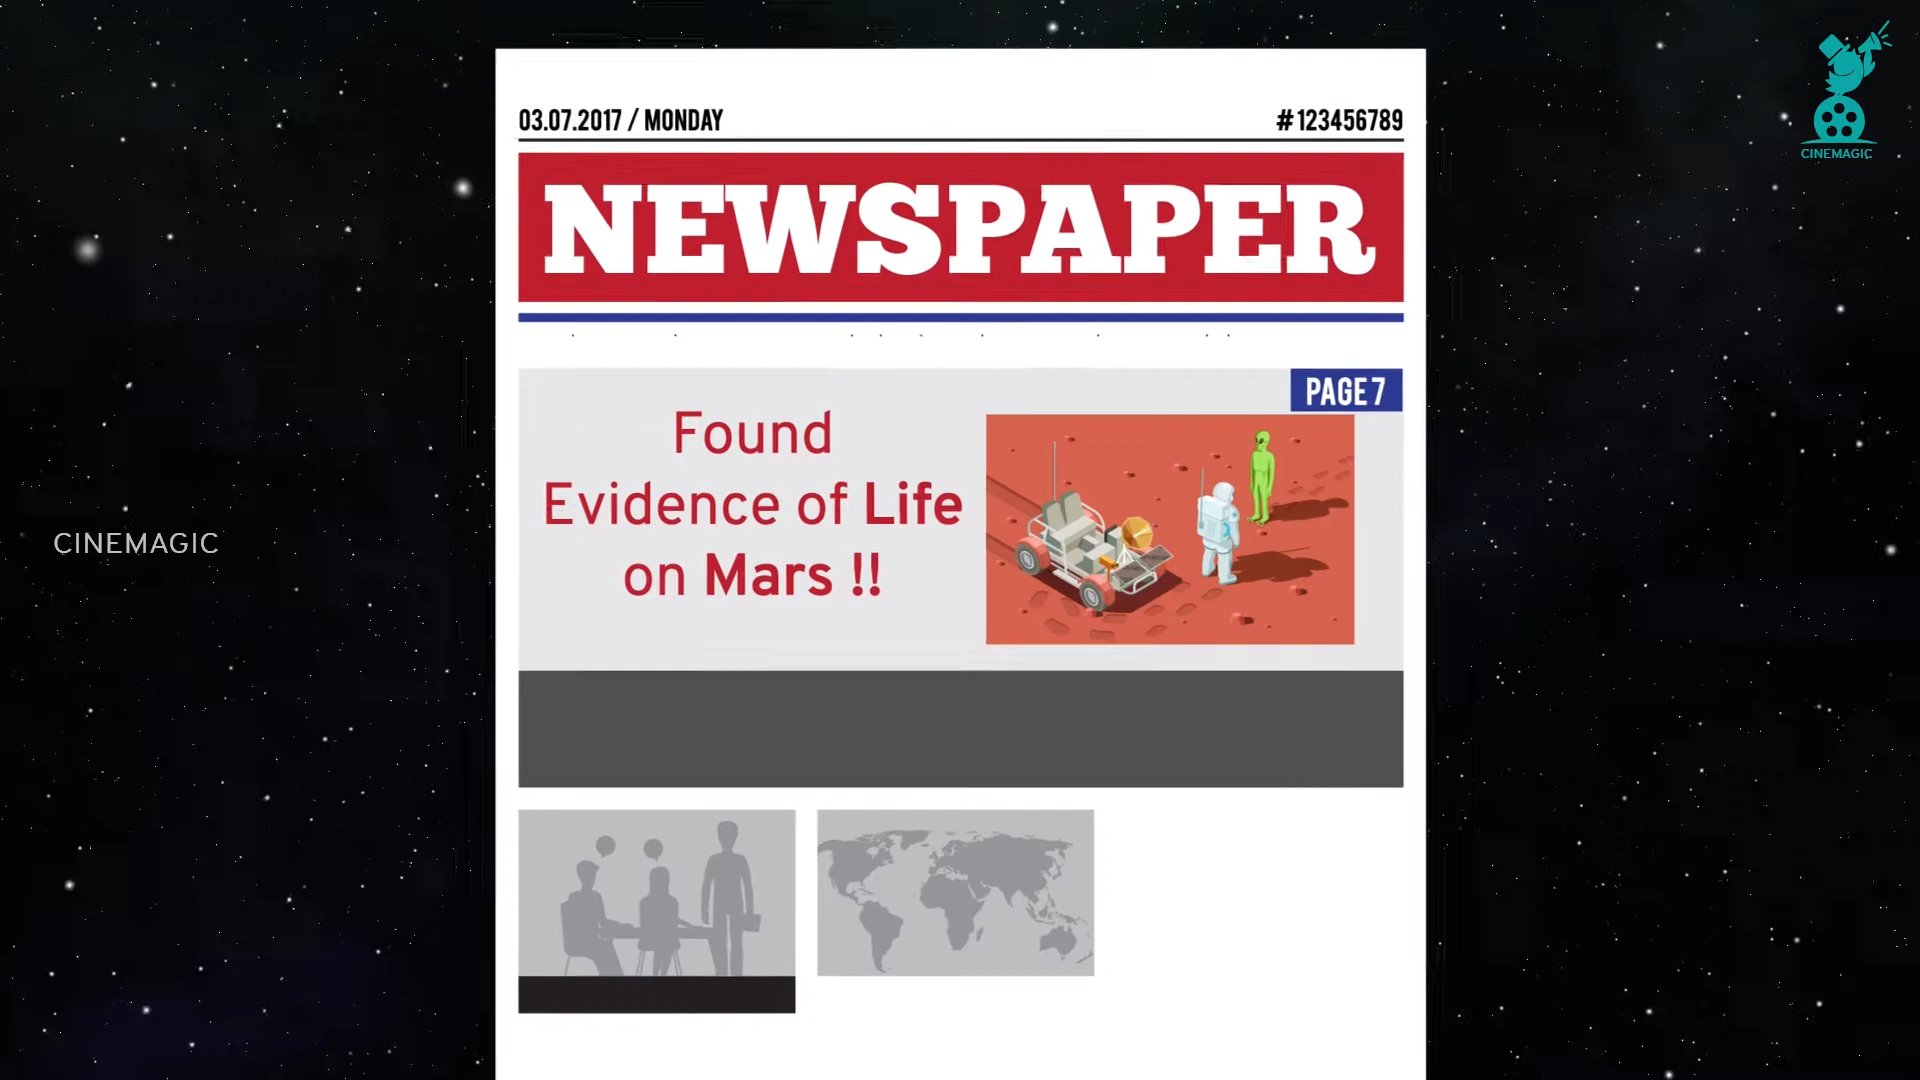 03.07.2017 / MONDAY
#123456789
NEWSPAPER
PAGE 7
Found
Evidence of Life
on Mars !!
CINEMAGIC
CINEMAGIC